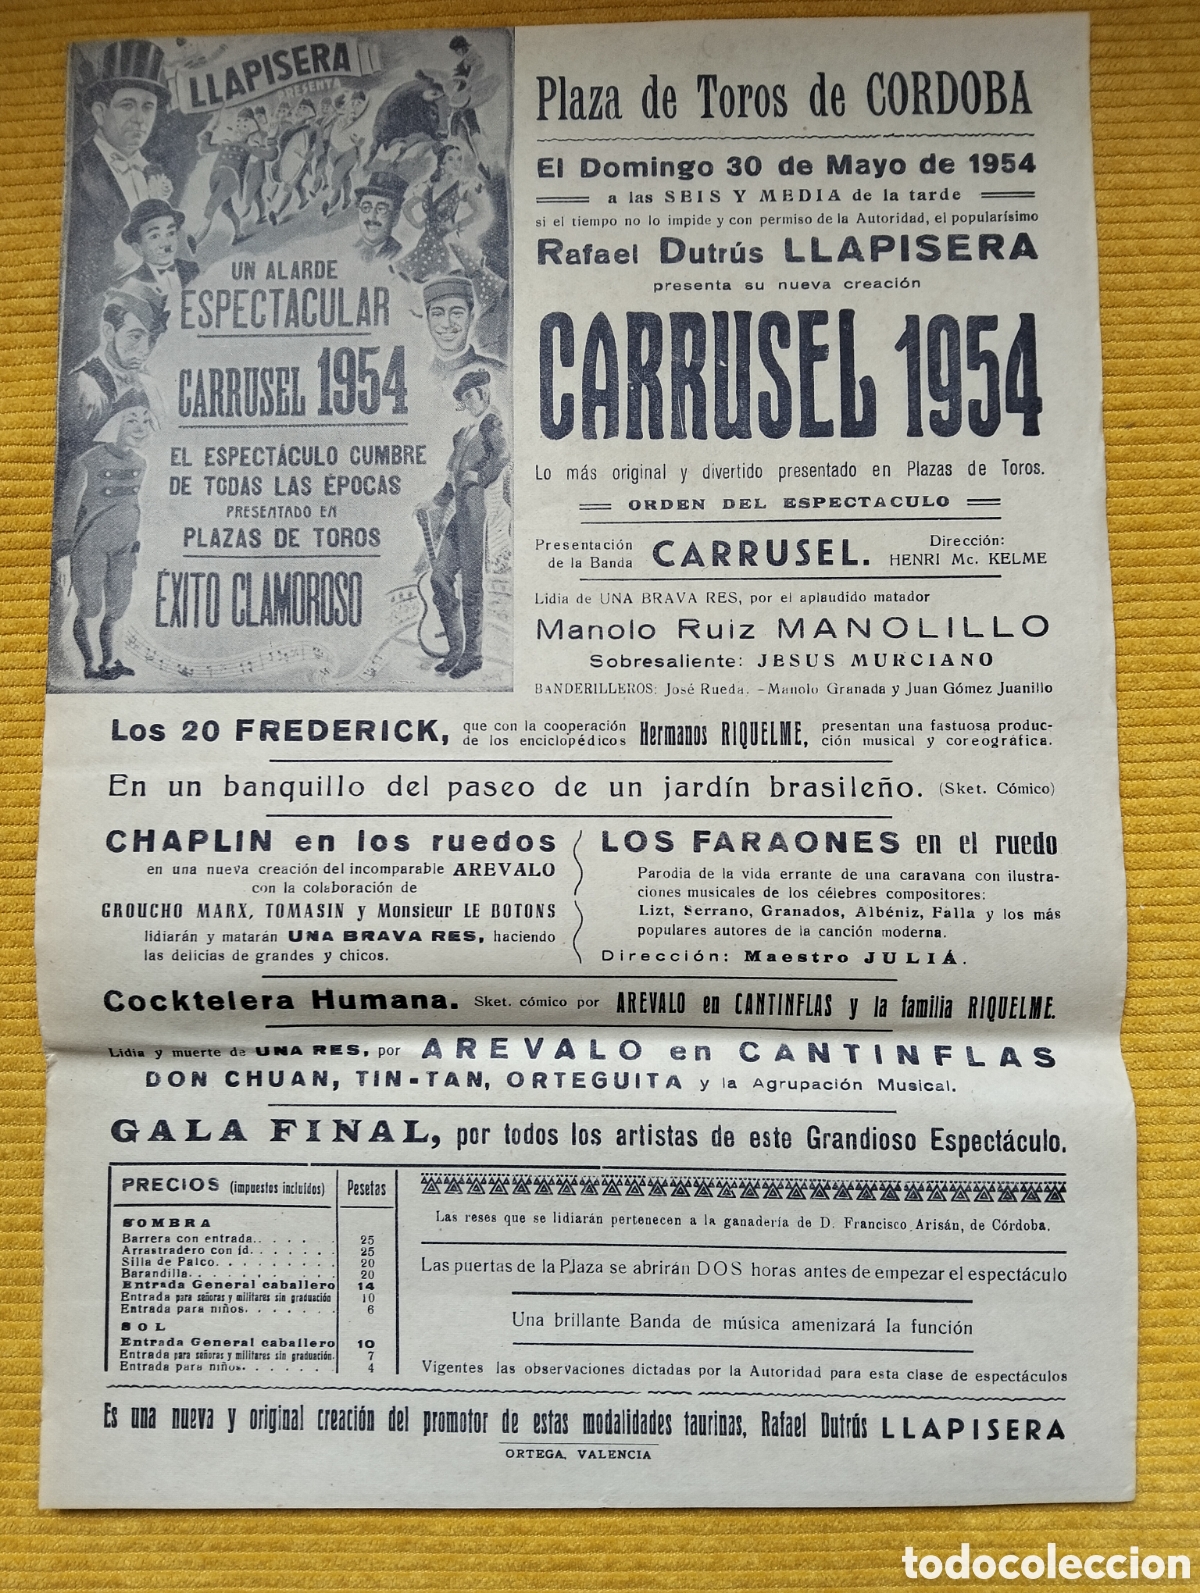 LLAPISERA
PRESENTA
UN ALARDE
ESPECTACULAR
CARRUSEL 1954
EL ESPECTÁCULO CUMBRE
DE TODAS LAS ÉPOCAS
PRESENTADO EN
PLAZAS DE TOROS
ÉXITO CLAMOROSO
Plaza de Toros de CORDOBA
El Domingo 30 de Mayo de 1954
a las SEIS Y MEDIA de la tarde
si el tiempo no lo impide y con permiso de la Autoridad, el popularísimo
Rafael Dutrús LLAPISERA
presenta su nueva creación
CARRUSEL 1954
Lo más original y divertido presentado en Plazas de Toros.
ORDEN DEL ESPECTACULO
Presentación de la Banda CARRUSEL. Dirección: HENRI Mc. KELME
Lidia de UNA BRAVA RES, por el aplaudido matador
Manolo Ruiz MANOLILLO
Sobresaliente: JESUS MURCIANO
BANDERILLEROS: José Rueda. -Manolo Granada y Juan Gómez Juanillo
Los 20 FREDERICK, que con la cooperación de los enciclopédicos Hermanos RIQUELME, presentan una fastuosa produc-
ción musical y coreográfica.
En un banquillo del paseo de un jardín brasileño. (Sket. Cómico)
CHAPLIN en los ruedos
en una nueva creación del incomparable AREVALO
con la colaboración de
GROUCHO MARX, TOMASIN y Monsieur LE BOTONS
lidiarán y matarán UNA BRAVA RES, haciendo
las delicias de grandes y chicos.
LOS FARAONES en el ruedo
Parodia de la vida errante de una caravana con ilustra-
ciones musicales de los célebres compositores:
Lizt, Serrano, Granados, Albéniz, Falla y los más
populares autores de la canción moderna.
Dirección: Maestro JULIÁ.
Cocktelera Humana. Sket. cómico por AREVALO en CANTINFLAS y la familia RIQUELME.
Lidia y muerte de UNA RES, por AREVALO en CANTINFLAS
DON CHUAN, TIN-TAN, ORTEGUITA y la Agrupación Musical.
GALA FINAL, por todos los artistas de este Grandioso Espectáculo.
PRECIOS (impuestos incluidos) Pesetas
SOMBRA
Barrera con entrada. . . . . . 25
Arrastradero con íd. . . . . . . 25
Silla de Palco. . . . . . . . . 20
Barandilla. . . . . . . . . . . 20
Entrada General caballero 14
Entrada para señoras y militares sin graduación 10
Entrada para niños. . . . . . . 6
SOL
Entrada General caballero 10
Entrada para señoras y militares sin graduación. 7
Entrada para niños. . . . . . . 4
Las reses que se lidiarán pertenecen a la ganadería de D. Francisco Arisán, de Córdoba.
Las puertas de la Plaza se abrirán DOS horas antes de empezar el espectáculo
Una brillante Banda de música amenizará la función
Vigentes las observaciones dictadas por la Autoridad para esta clase de espectáculos
Es una nueva y original creación del promotor de estas modalidades taurinas, Rafael Dutrús LLAPISERA
ORTEGA. VALENCIA
todocoleccion